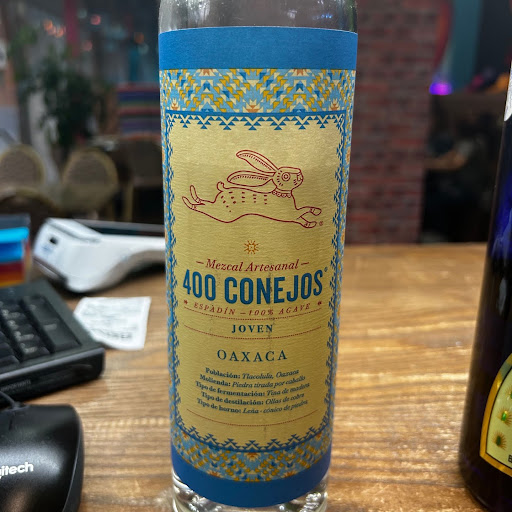 — Mezcal Artesanal —
400 CONEJOS®
ESPADÍN – 100% AGAVE
JOVEN
OAXACA
Población: Tlacolula, Oaxaca
Molienda: Piedra tirada por caballo
Tipo de fermentación: Tina de madera
Tipo de destilación: Ollas de cobre
Tipo de horno: Leña - cónico de piedra
gitech